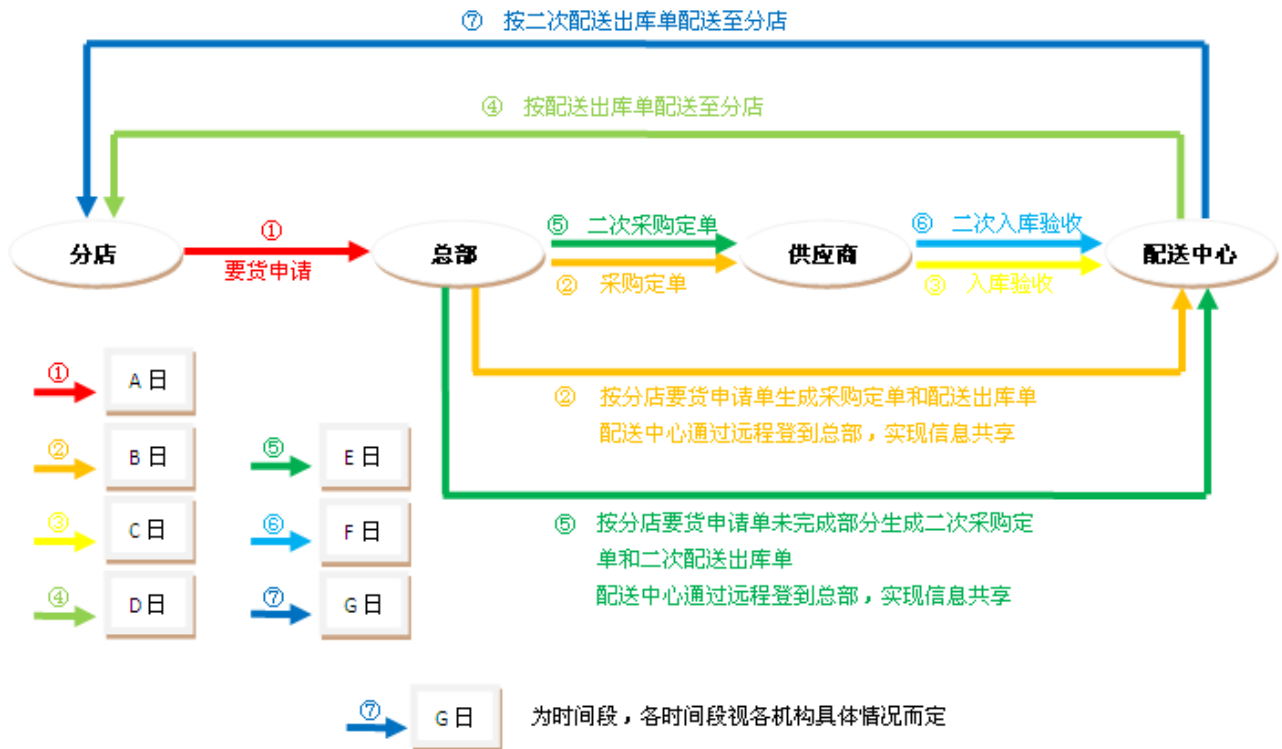 ⑦ 按二次配送出库单配送至分店
④ 按配送出库单配送至分店
分店
①
要货申请
总部
⑤ 二次采购定单
② 采购定单
供应商
⑥ 二次入库验收
③ 入库验收
配送中心
② 按分店要货申请单生成采购定单和配送出库单
配送中心通过远程登到总部，实现信息共享
⑤ 按分店要货申请单未完成部分生成二次采购定
单和二次配送出库单
配送中心通过远程登到总部，实现信息共享
① A日
② B日
③ C日
④ D日
⑤ E日
⑥ F日
⑦ G日
⑦ G日 为时间段，各时间段视各机构具体情况而定